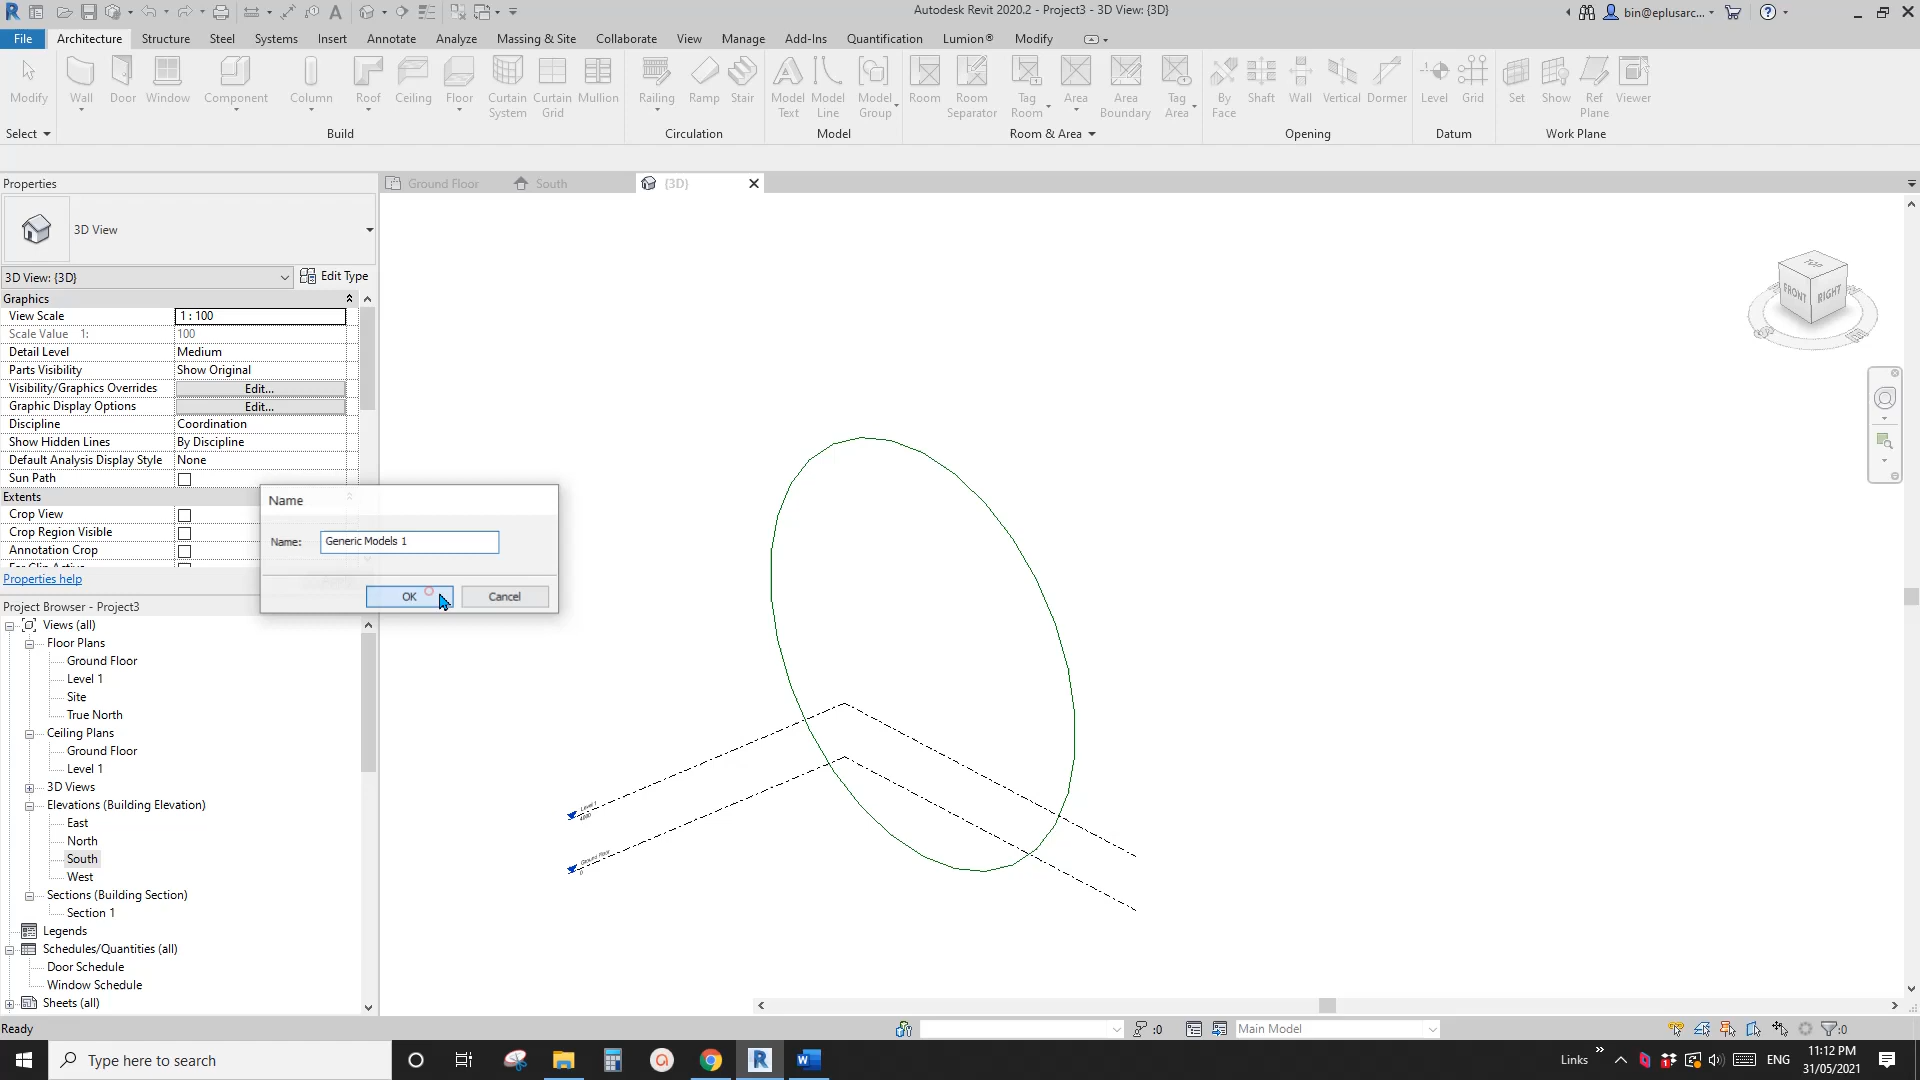 Autodesk Revit 2020.2 - Project3 - 3D View: {3D}
bin@eplusarc...
File
Architecture
Structure
Steel
Systems
Insert
Annotate
Analyze
Massing & Site
Collaborate
View
Manage
Add-Ins
Quantification
Lumion®
Modify
Modify
Wall
Door
Window
Component
Column
Roof
Ceiling
Floor
Curtain System
Curtain Grid
Mullion
Railing
Ramp
Stair
Model Text
Model Line
Model Group
Room
Room Separator
Tag Room
Area
Area Boundary
Tag Area
By Face
Shaft
Wall
Vertical
Dormer
Level
Grid
Set
Show
Ref Plane
Viewer
Select
Build
Circulation
Model
Room & Area
Opening
Datum
Work Plane
Properties
Ground Floor
South
{3D}
3D View
3D View: {3D}
Edit Type
Graphics
View Scale 1 : 100
Scale Value 1: 100
Detail Level Medium
Parts Visibility Show Original
Visibility/Graphics Overrides Edit...
Graphic Display Options Edit...
Discipline Coordination
Show Hidden Lines By Discipline
Default Analysis Display Style None
Sun Path
Extents
Crop View
Crop Region Visible
Annotation Crop
Properties help
Name
Name: Generic Models 1
OK
Cancel
TOP
FRONT
RIGHT
Level 1
Ground Floor
0
Project Browser - Project3
Views (all)
Floor Plans
Ground Floor
Level 1
Site
True North
Ceiling Plans
Ground Floor
Level 1
3D Views
Elevations (Building Elevation)
East
North
South
West
Sections (Building Section)
Section 1
Legends
Schedules/Quantities (all)
Door Schedule
Window Schedule
Sheets (all)
Ready
:0
Main Model
:0
Type here to search
Links
ENG
11:12 PM
31/05/2021